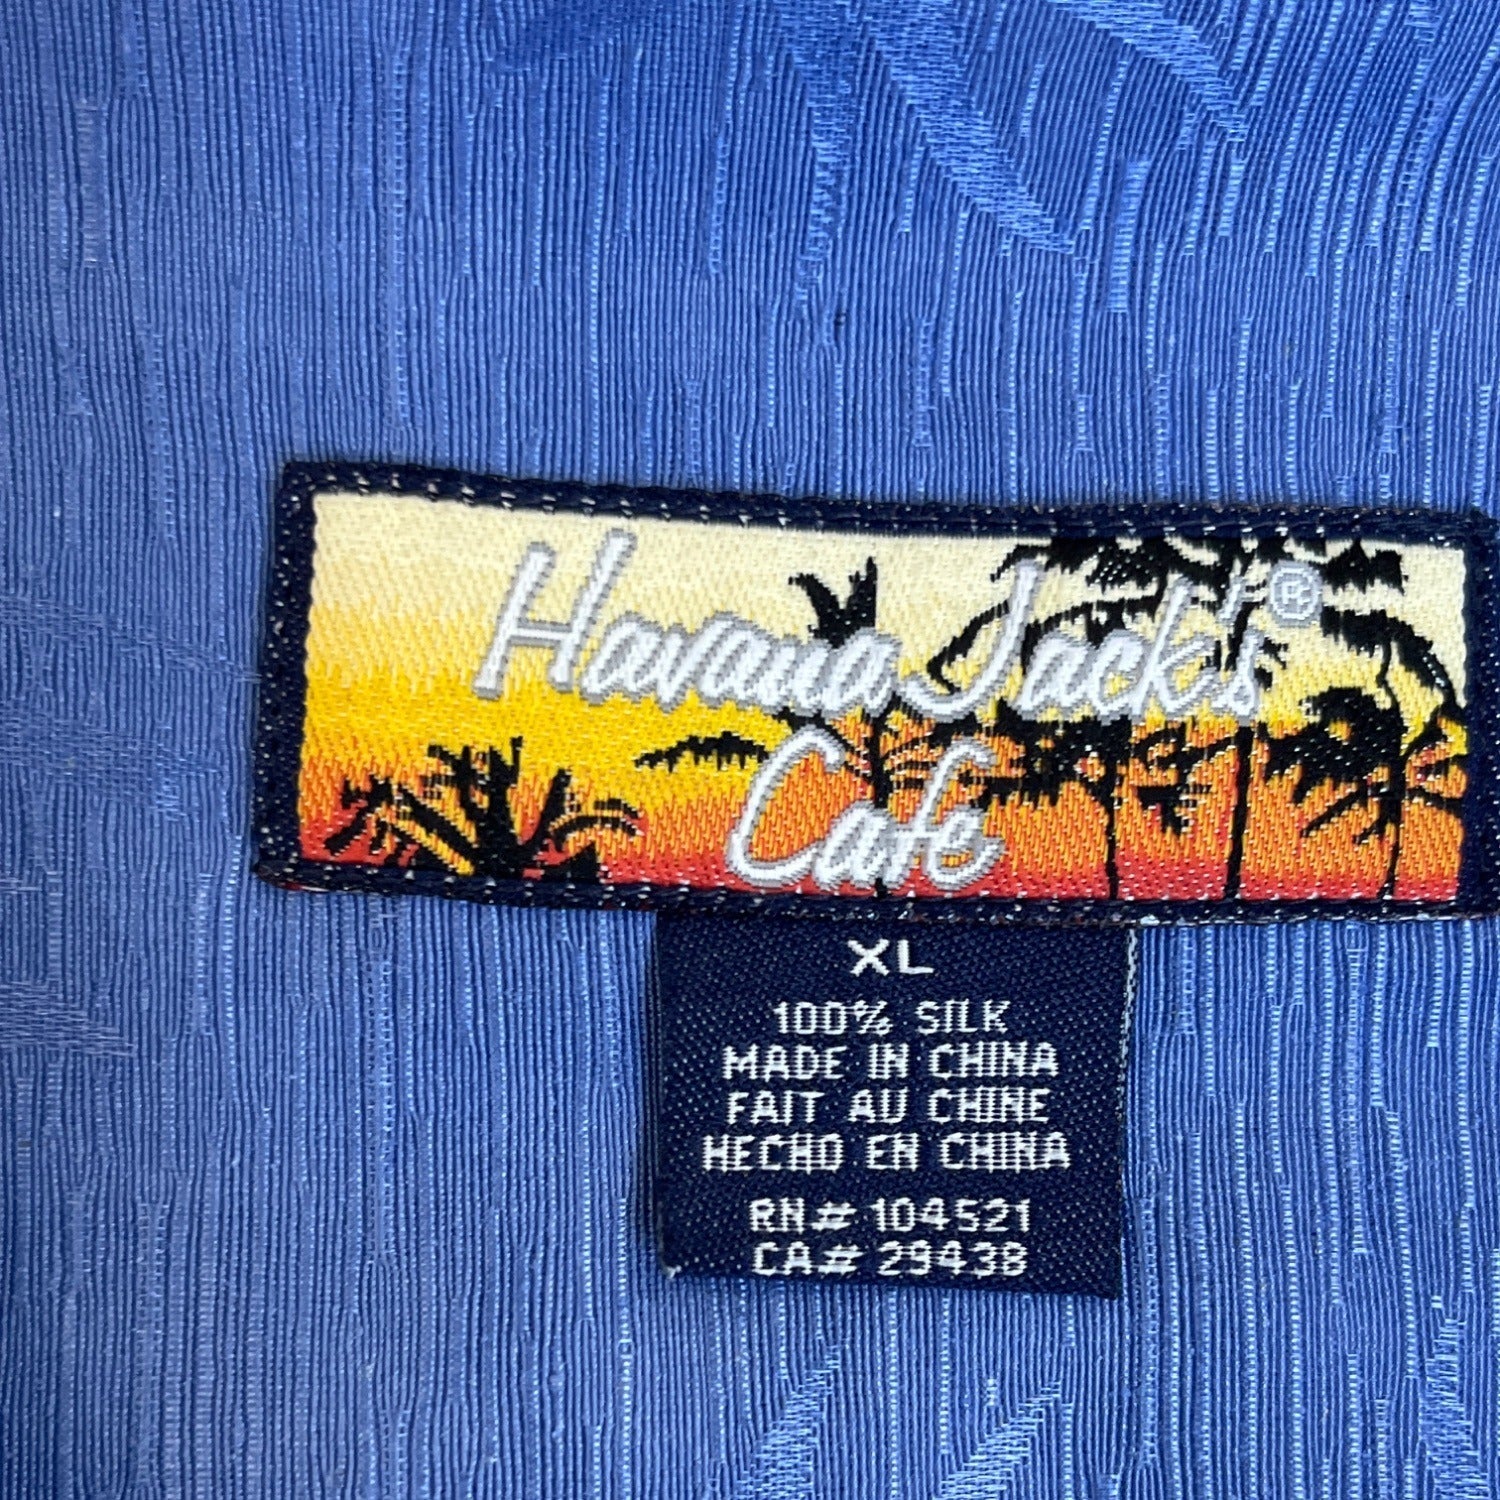 Havana Jack's®
Cafe
XL
100% SILK
MADE IN CHINA
FAIT AU CHINE
HECHO EN CHINA
RN# 104521
CA# 29438